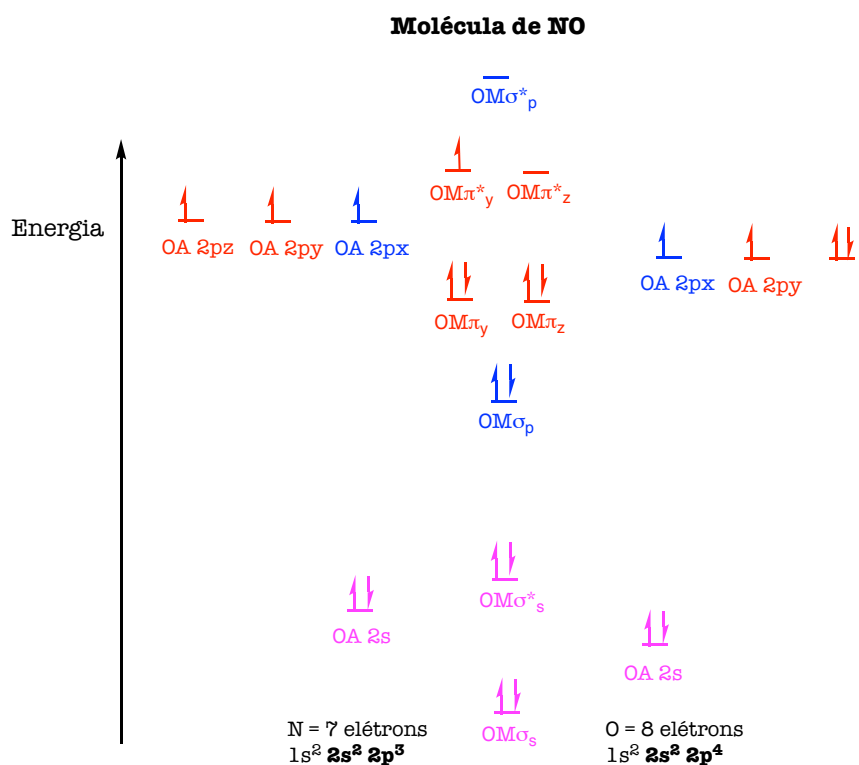 Molécula de NO
OMσ*p
OMπ*y OMπ*z
Energia
OA 2pz OA 2py OA 2px
OA 2px OA 2py
OMπy OMπz
OMσp
OMσ*s
OA 2s
OA 2s
OMσs
N = 7 elétrons
1s² 2s² 2p³
O = 8 elétrons
1s² 2s² 2p⁴